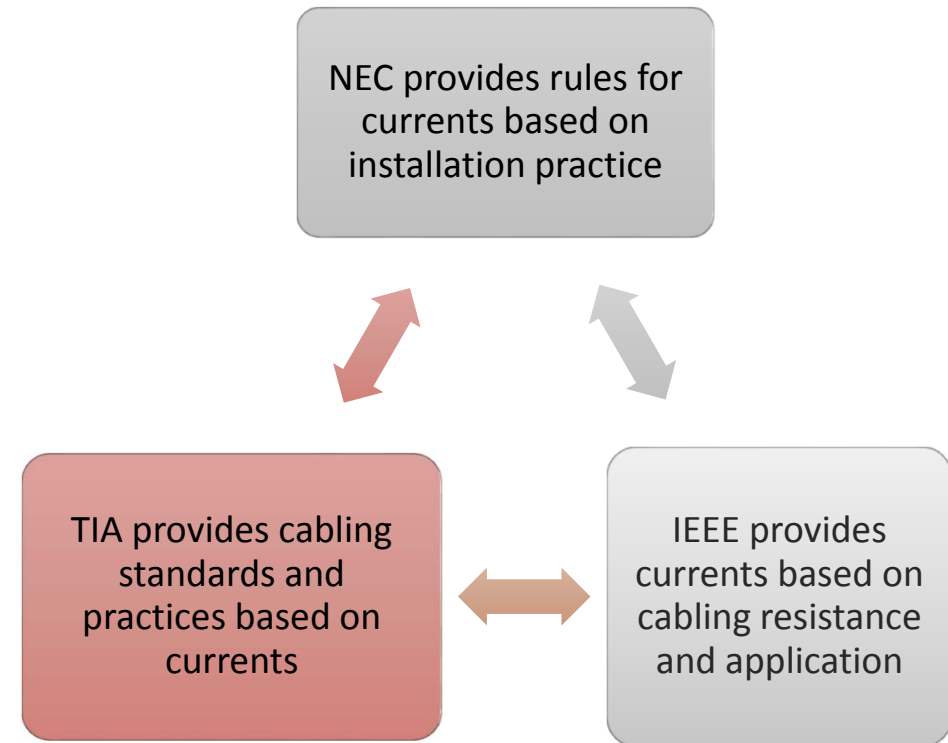 NEC provides rules for
currents based on
installation practice
TIA provides cabling
standards and
practices based on
currents
IEEE provides
currents based on
cabling resistance
and application